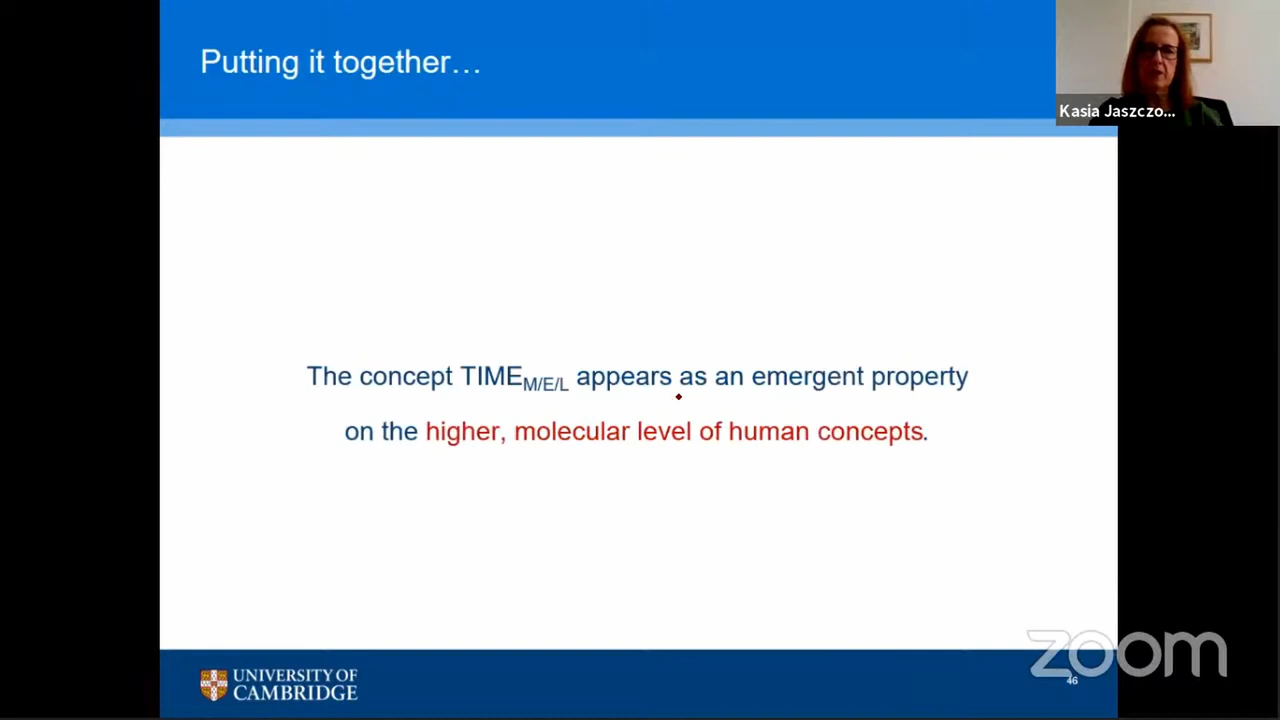 Putting it together…
Kasia Jaszczo...
The concept TIME M/E/L appears as an emergent property
on the higher, molecular level of human concepts.
UNIVERSITY OF
CAMBRIDGE
zoom
46